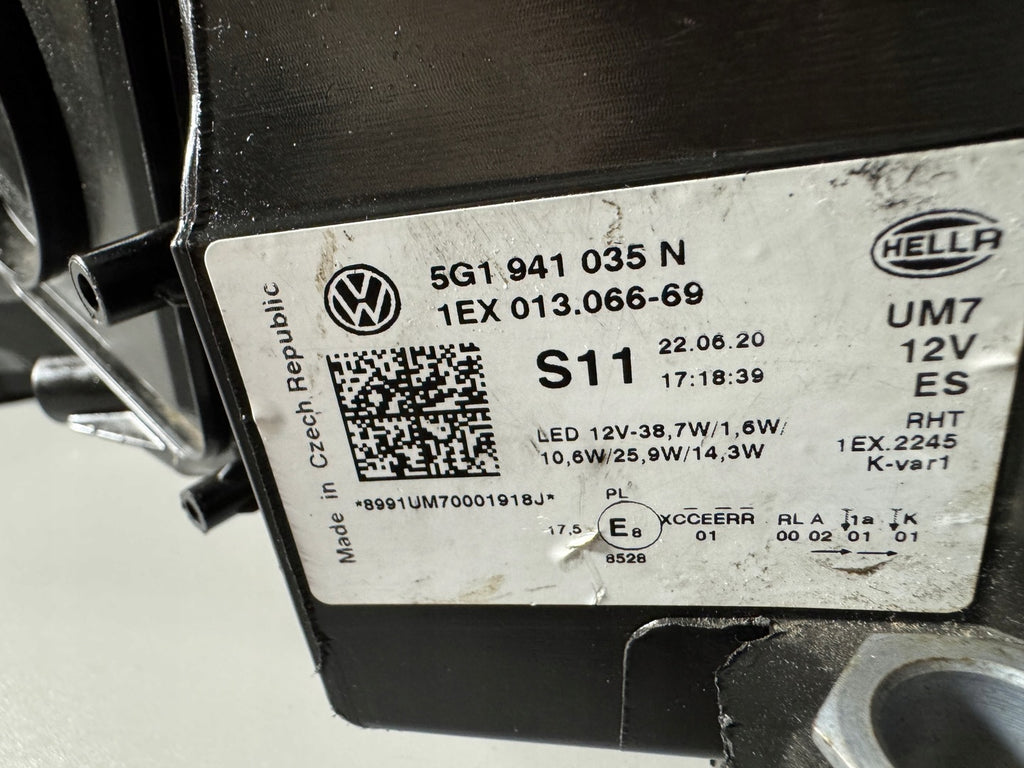 Made in Czech Republic
5G1 941 035 N
1EX 013.066-69
HELLA
S11
22.06.20
17:18:39
UM7
12V
ES
RHT
1EX.2245
K-var1
LED 12V-38,7W/1,6W/
10,6W/25,9W/14,3W
*8991UM70001918J*
PL
17,5
E8
8528
XCCEERR
01
RL A 1a K
00 02 01 01